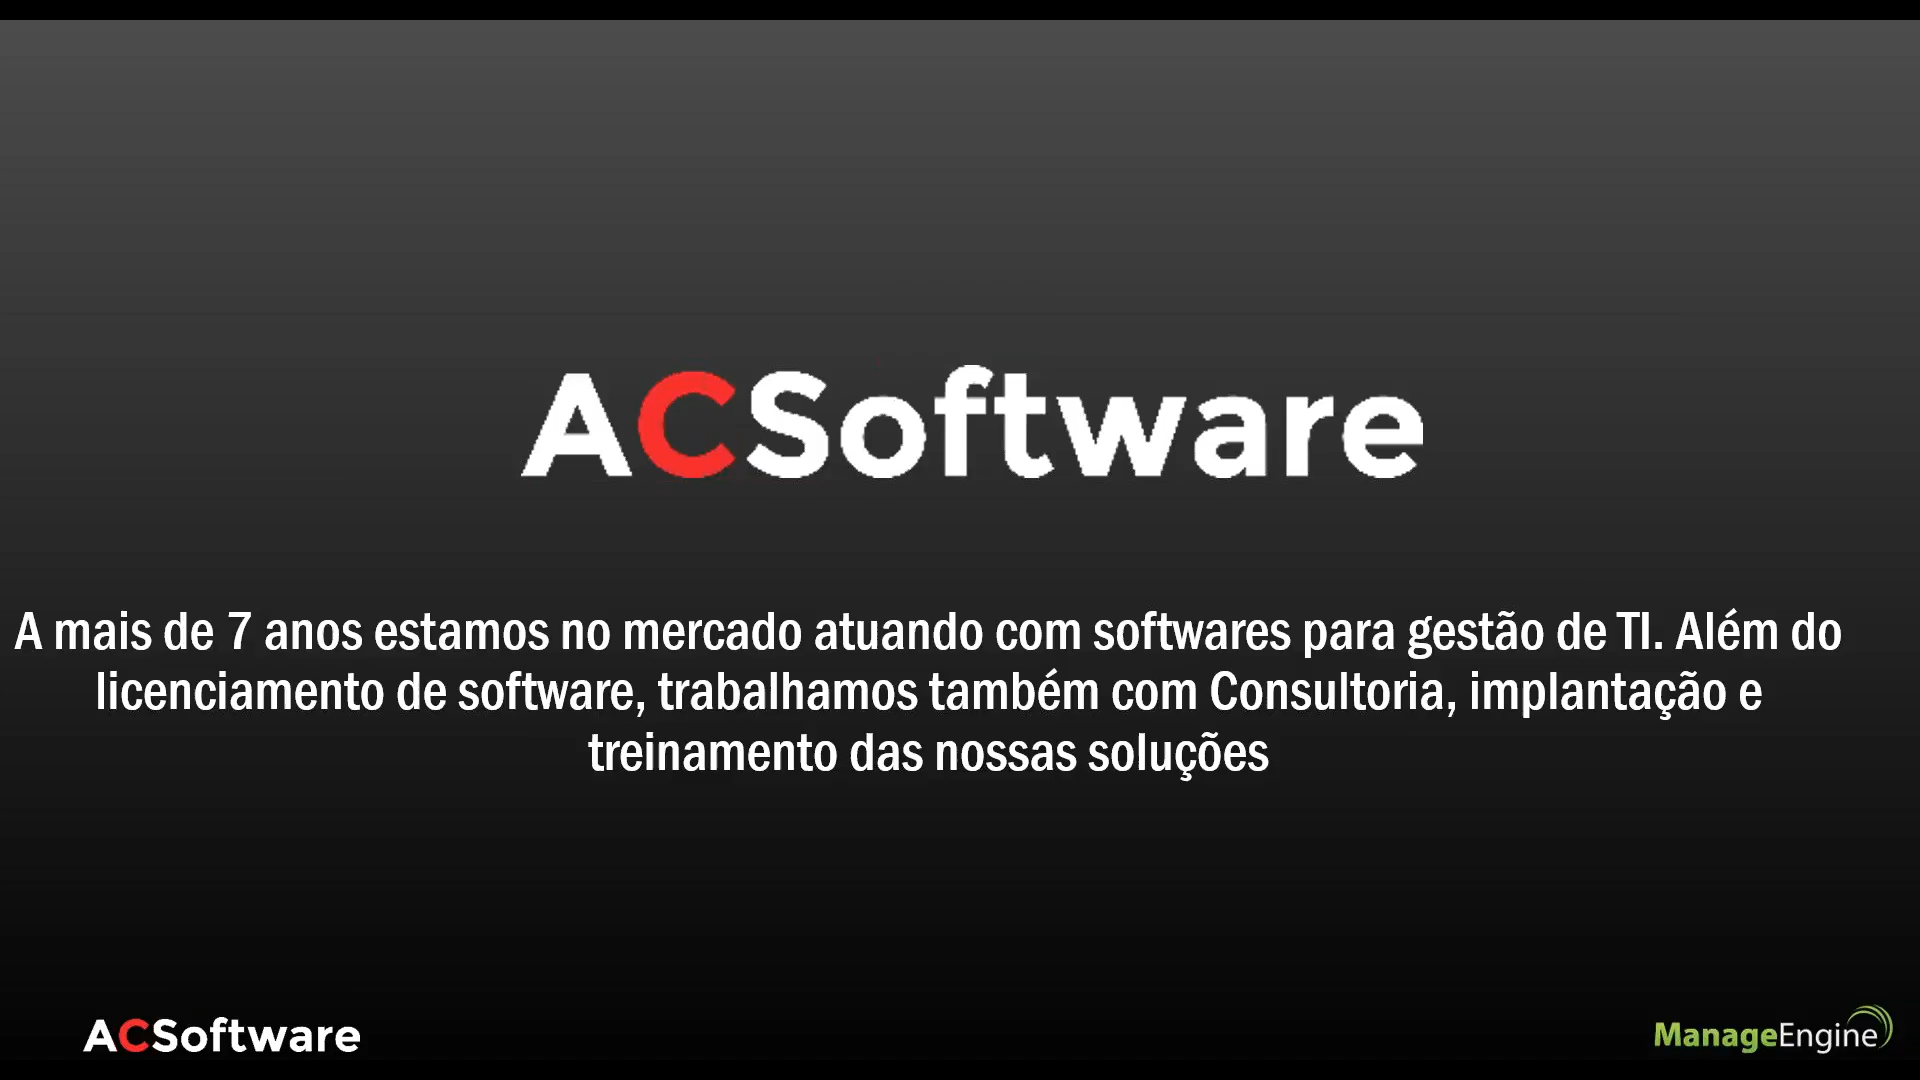 ACSoftware
A mais de 7 anos estamos no mercado atuando com softwares para gestão de TI. Além do
licenciamento de software, trabalhamos também com Consultoria, implantação e
treinamento das nossas soluções
ACSoftware
ManageEngine